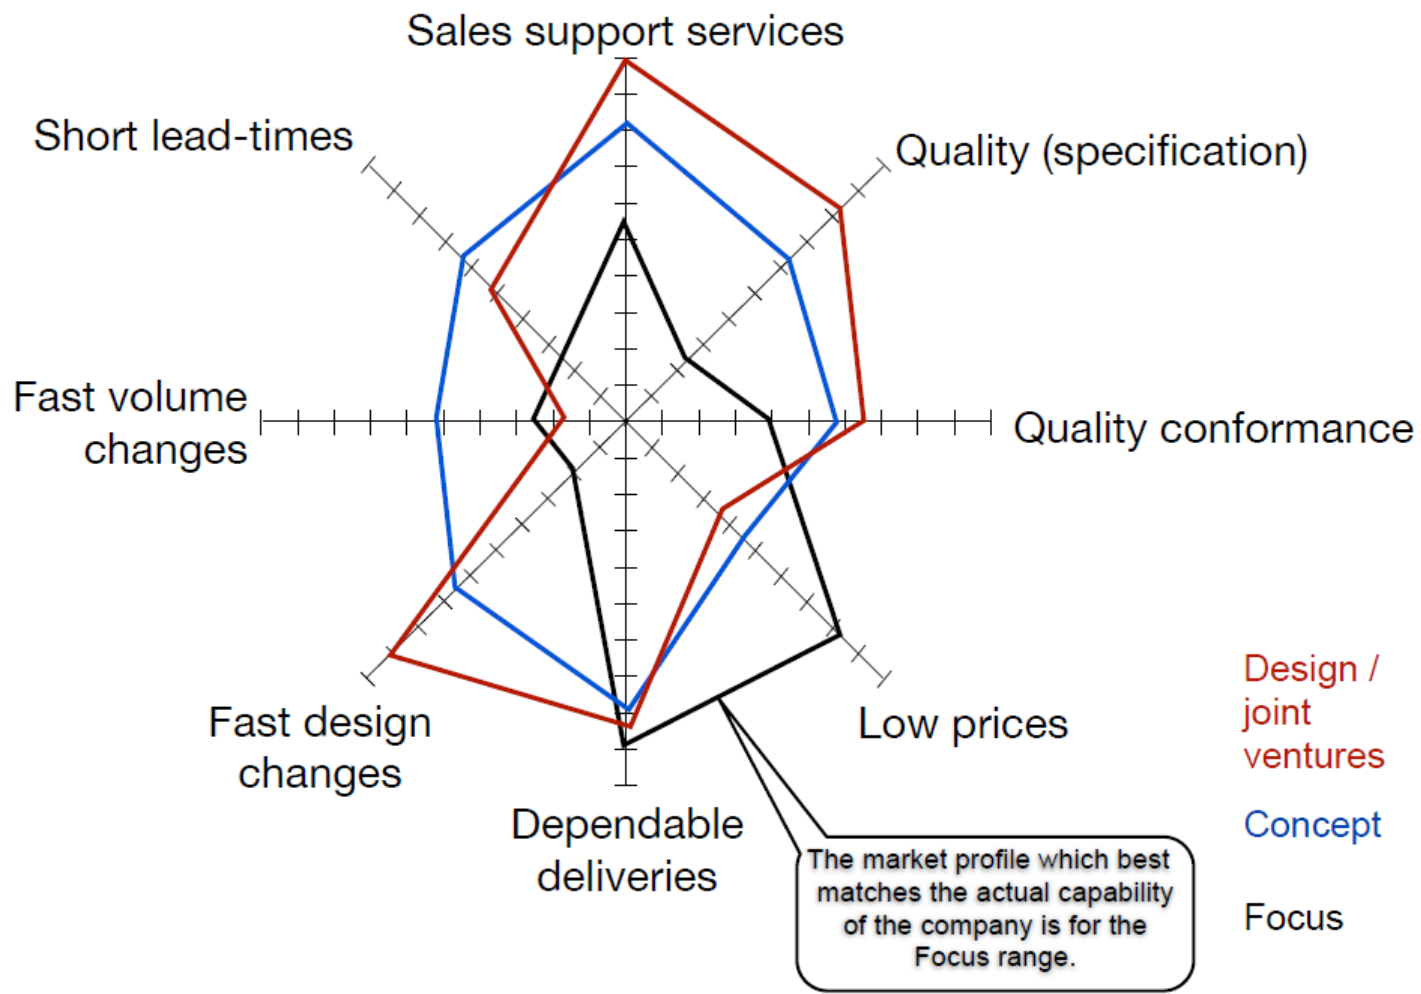 Sales support services
Short lead-times
Quality (specification)
Fast volume
changes
Quality conformance
Fast design
changes
Low prices
Dependable
deliveries
Design /
joint
ventures
Concept
Focus
The market profile which best
matches the actual capability
of the company is for the
Focus range.